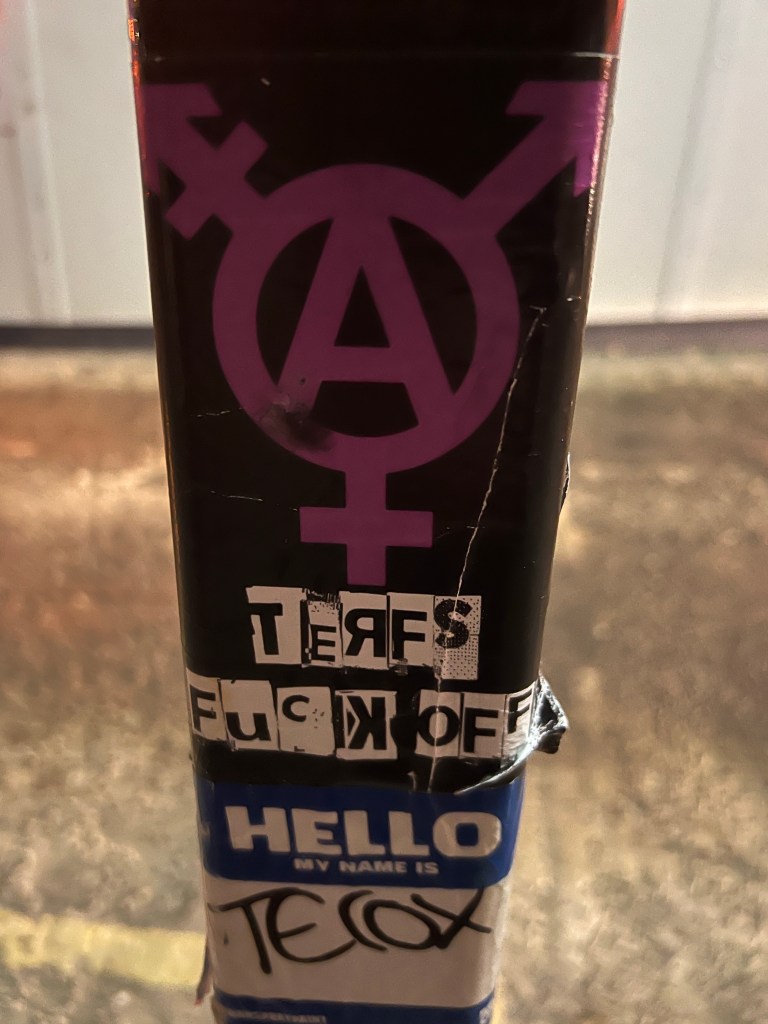 A
TERFS
FucK OFF
HELLO
MY NAME IS
TECOX